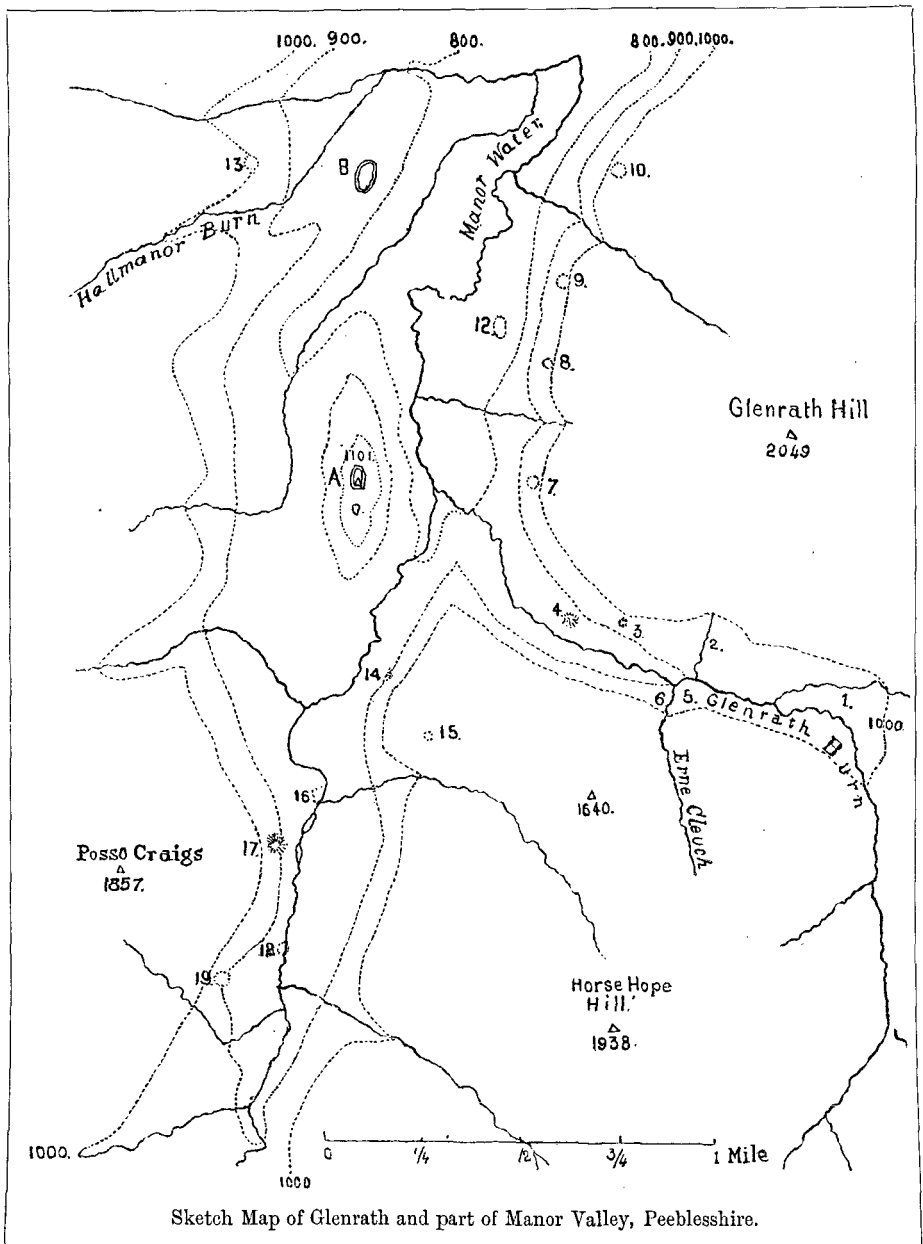 1000. 900.
800.
800. 900, 1000.
13.
B
Manor Water
10.
Hallmanor Burn
9.
12.
8.
Glenrath Hill
2049
1101.
A
7.
4.
3.
2.
14.
6
5.
Glenrath Burn
1.
1000.
15.
Erne Cleuch
16.
1640.
17.
Posso Craigs
1857.
18.
19.
Horse Hope
Hill.
1938.
1000.
0 1/4 1/2 3/4 1 Mile
1000
Sketch Map of Glenrath and part of Manor Valley, Peeblesshire.